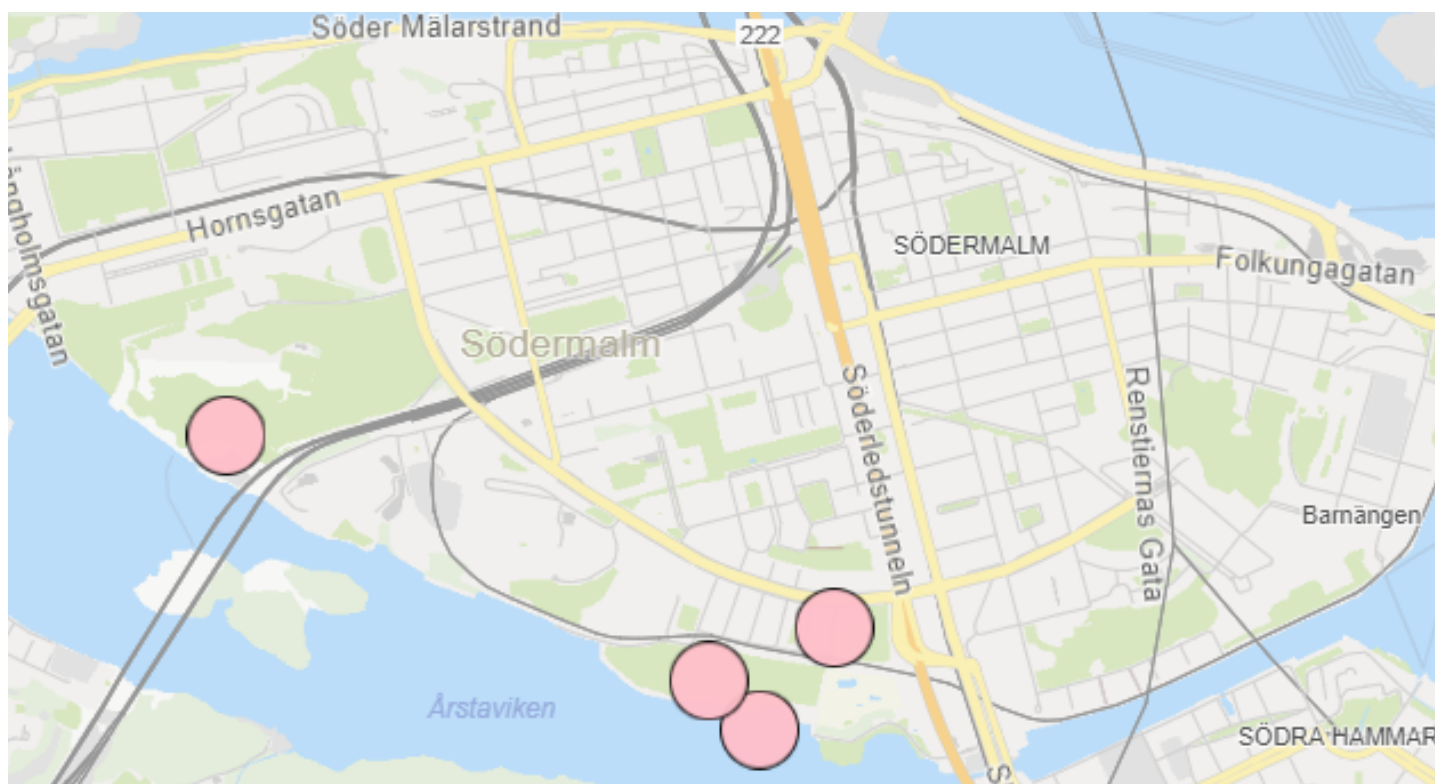 Söder Mälarstrand
222
Hornsgatan
SÖDERMALM
Folkungagatan
Södermalm
Söderledstunneln
Renstiernas Gata
Barnängen
Årstaviken
SÖDRA HAMMAR